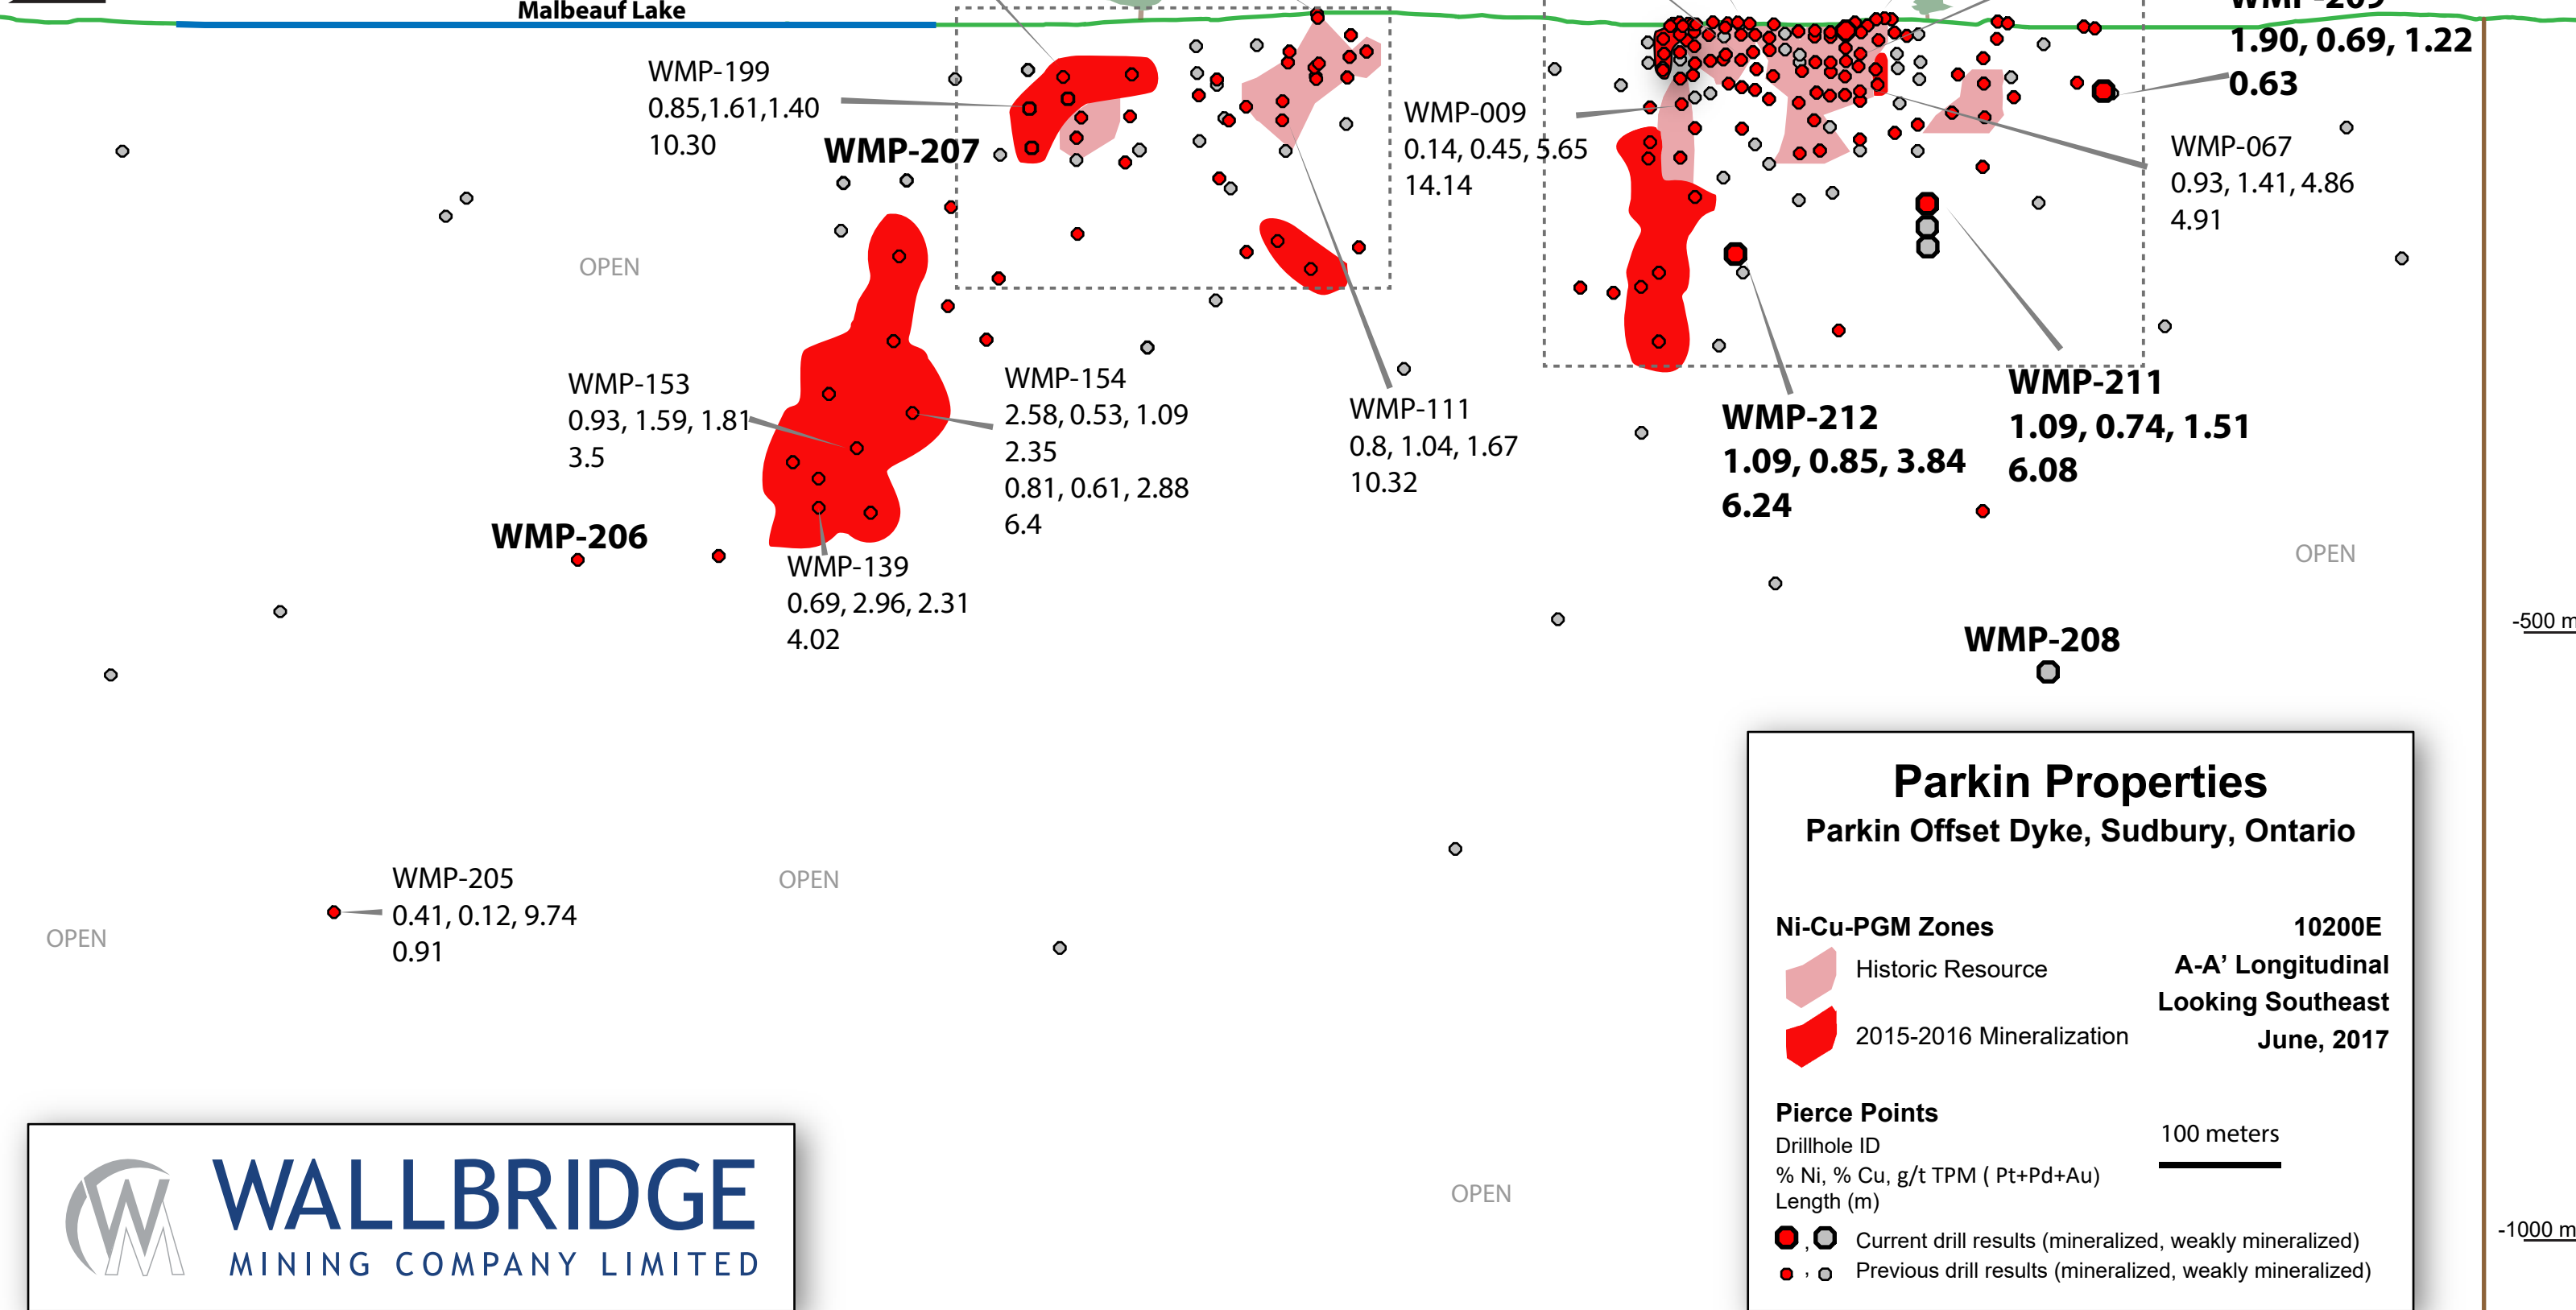 Malbeauf Lake
WMP-209
1.90, 0.69, 1.22
0.63
WMP-199
0.85,1.61,1.40
10.30
WMP-207
WMP-009
0.14, 0.45, 5.65
14.14
WMP-067
0.93, 1.41, 4.86
4.91
OPEN
WMP-153
0.93, 1.59, 1.81
3.5
WMP-154
2.58, 0.53, 1.09
2.35
0.81, 0.61, 2.88
6.4
WMP-111
0.8, 1.04, 1.67
10.32
WMP-212
1.09, 0.85, 3.84
6.24
WMP-211
1.09, 0.74, 1.51
6.08
WMP-206
WMP-139
0.69, 2.96, 2.31
4.02
OPEN
-500 m
WMP-208
WMP-205
0.41, 0.12, 9.74
0.91
OPEN
OPEN
OPEN
Parkin Properties
Parkin Offset Dyke, Sudbury, Ontario
Ni-Cu-PGM Zones
Historic Resource
2015-2016 Mineralization
10200E
A-A’ Longitudinal
Looking Southeast
June, 2017
Pierce Points
Drillhole ID
% Ni, % Cu, g/t TPM ( Pt+Pd+Au)
Length (m)
100 meters
, Current drill results (mineralized, weakly mineralized)
, Previous drill results (mineralized, weakly mineralized)
-1000 m
WM
WALLBRIDGE
MINING COMPANY LIMITED